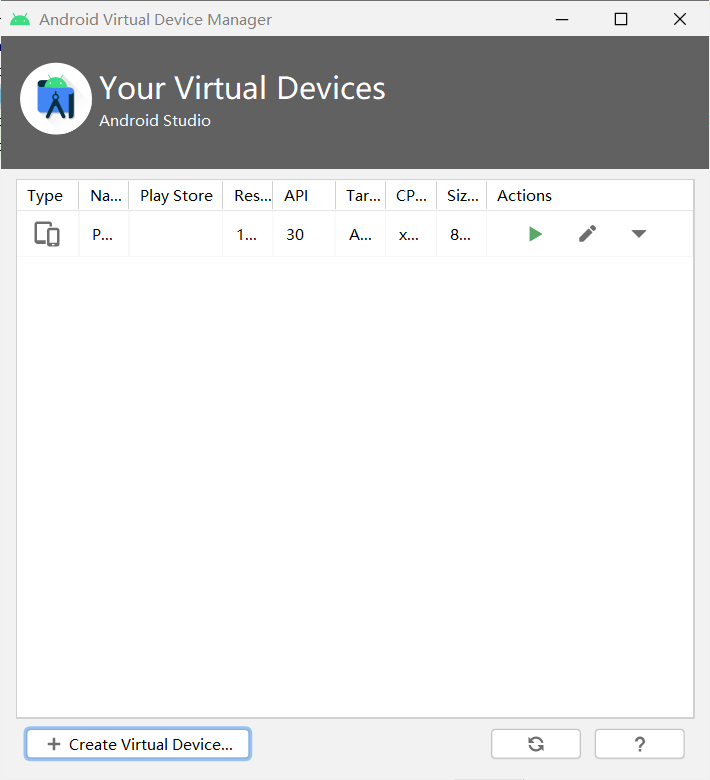 Android Virtual Device Manager
Your Virtual Devices
Android Studio
Type Na... Play Store Res... API Tar... CP... Siz... Actions
P... 1... 30 A... x... 8...
+ Create Virtual Device...
?